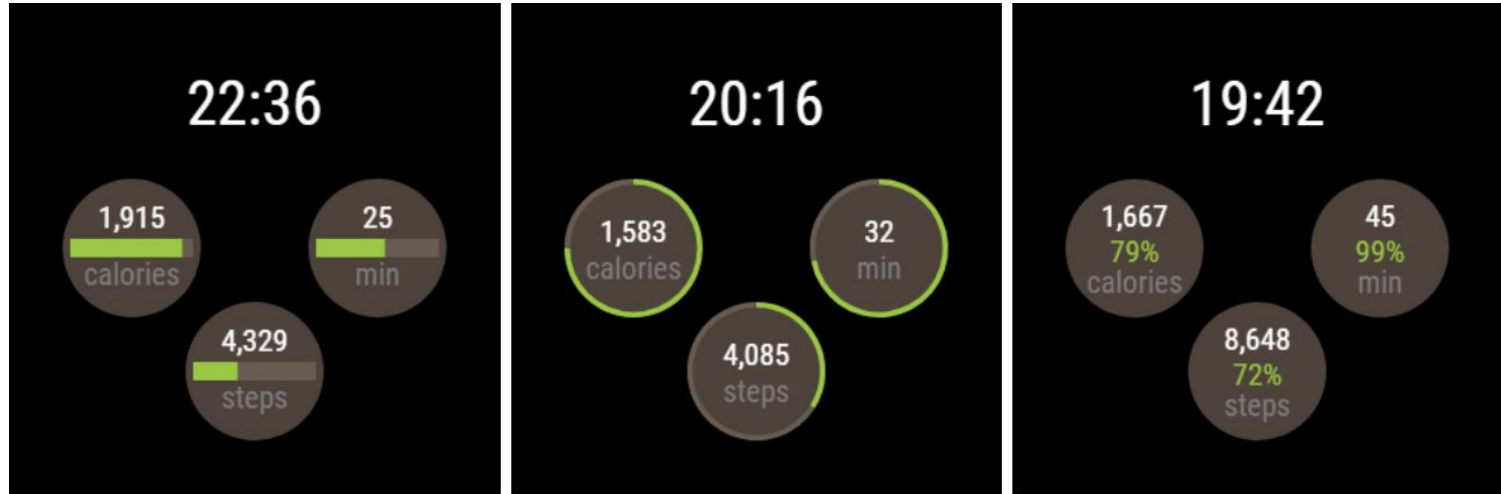 22:36
1,915
calories
25
min
4,329
steps
20:16
1,583
calories
32
min
4,085
steps
19:42
1,667
79%
calories
45
99%
min
8,648
72%
steps